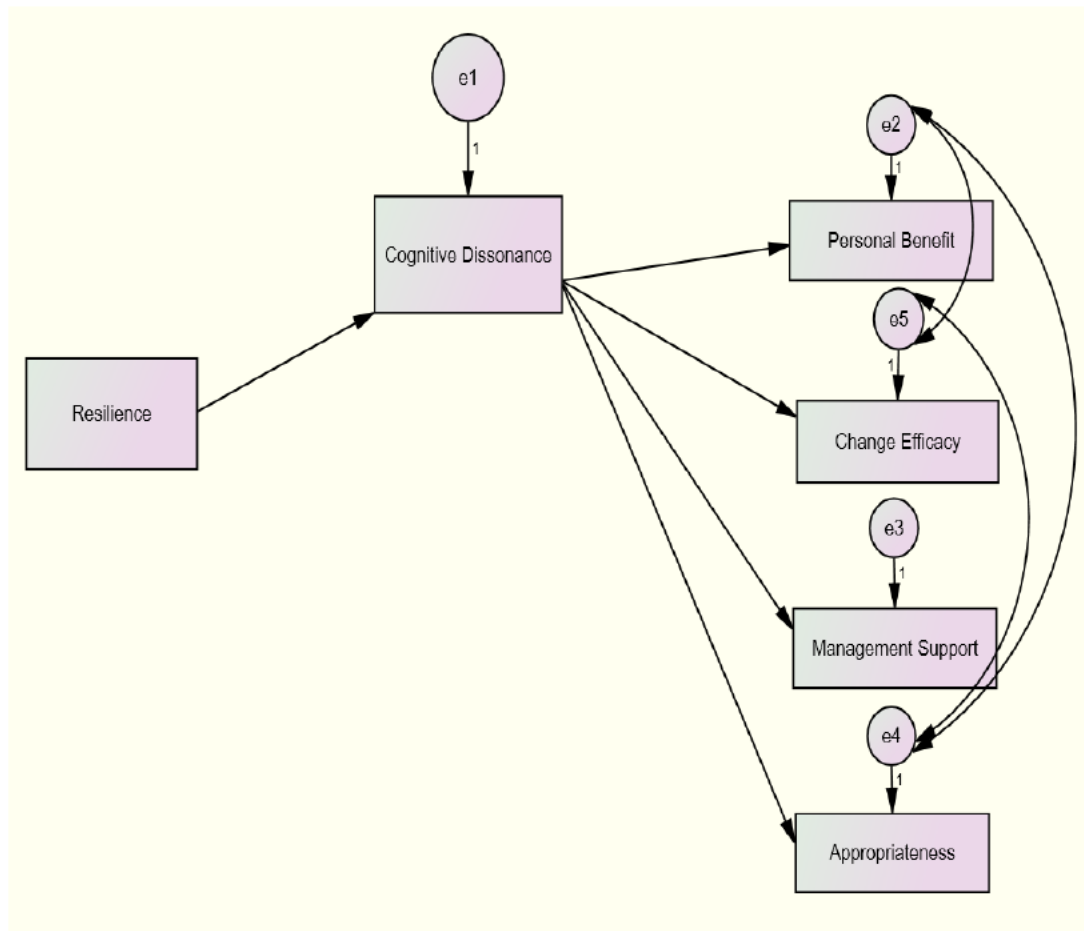 e1
1
Cognitive Dissonance
Resilience
e2
1
Personal Benefit
e5
1
Change Efficacy
e3
1
Management Support
e4
1
Appropriateness